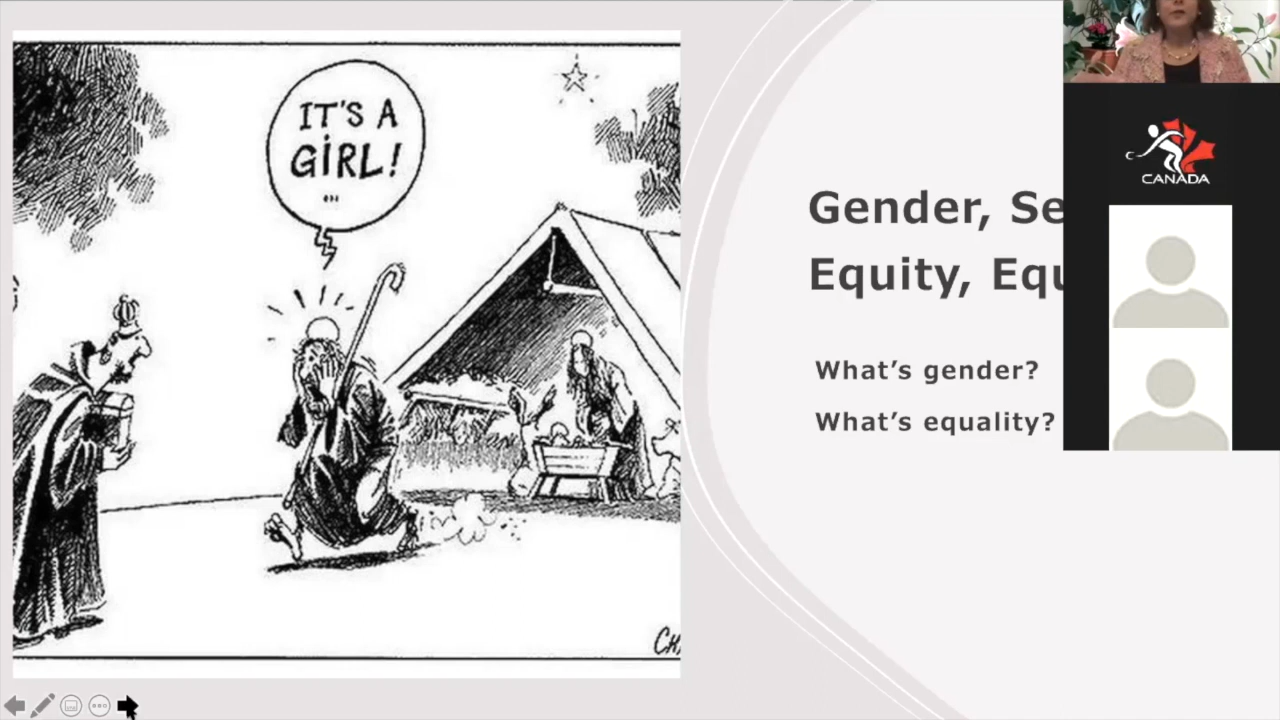 IT'S A
GiRL!
...
Gender, Se
Equity, Equ
What's gender?
What's equality?
CANADA